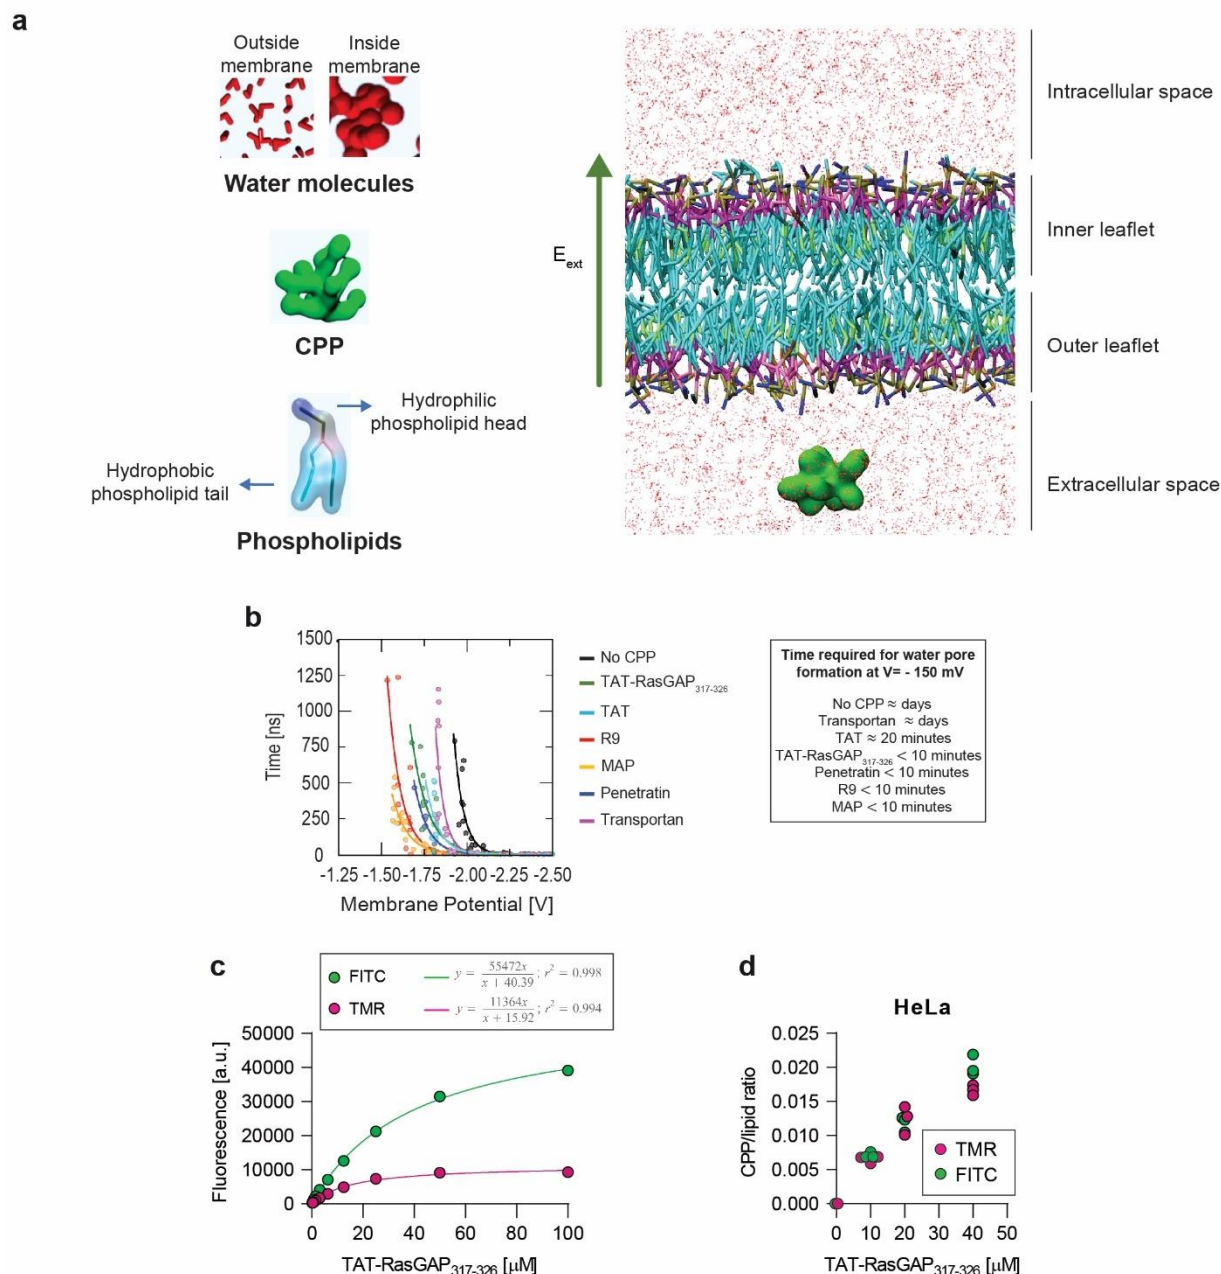 a
Outside
membrane
Inside
membrane
Water molecules
CPP
Hydrophilic
phospholipid head
Hydrophobic
phospholipid tail
Phospholipids
E_ext
Intracellular space
Inner leaflet
Outer leaflet
Extracellular space
b
1500
1250
1000
750
500
250
0
Time [ns]
-1.25 -1.50 -1.75 -2.00 -2.25 -2.50
Membrane Potential [V]
No CPP
TAT-RasGAP317-326
TAT
R9
MAP
Penetratin
Transportan
Time required for water pore
formation at V= - 150 mV
No CPP ≈ days
Transportan ≈ days
TAT ≈ 20 minutes
TAT-RasGAP317-326 < 10 minutes
Penetratin < 10 minutes
R9 < 10 minutes
MAP < 10 minutes
c
FITC y = 55472x / x + 40.39; r² = 0.998
TMR y = 11364x / x + 15.92; r² = 0.994
50000
40000
30000
20000
10000
0
Fluorescence [a.u.]
0 20 40 60 80 100
TAT-RasGAP317-326 [µM]
d
HeLa
0.025
0.020
0.015
0.010
0.005
0.000
CPP/lipid ratio
TMR
FITC
0 10 20 30 40 50
TAT-RasGAP317-326 [µM]